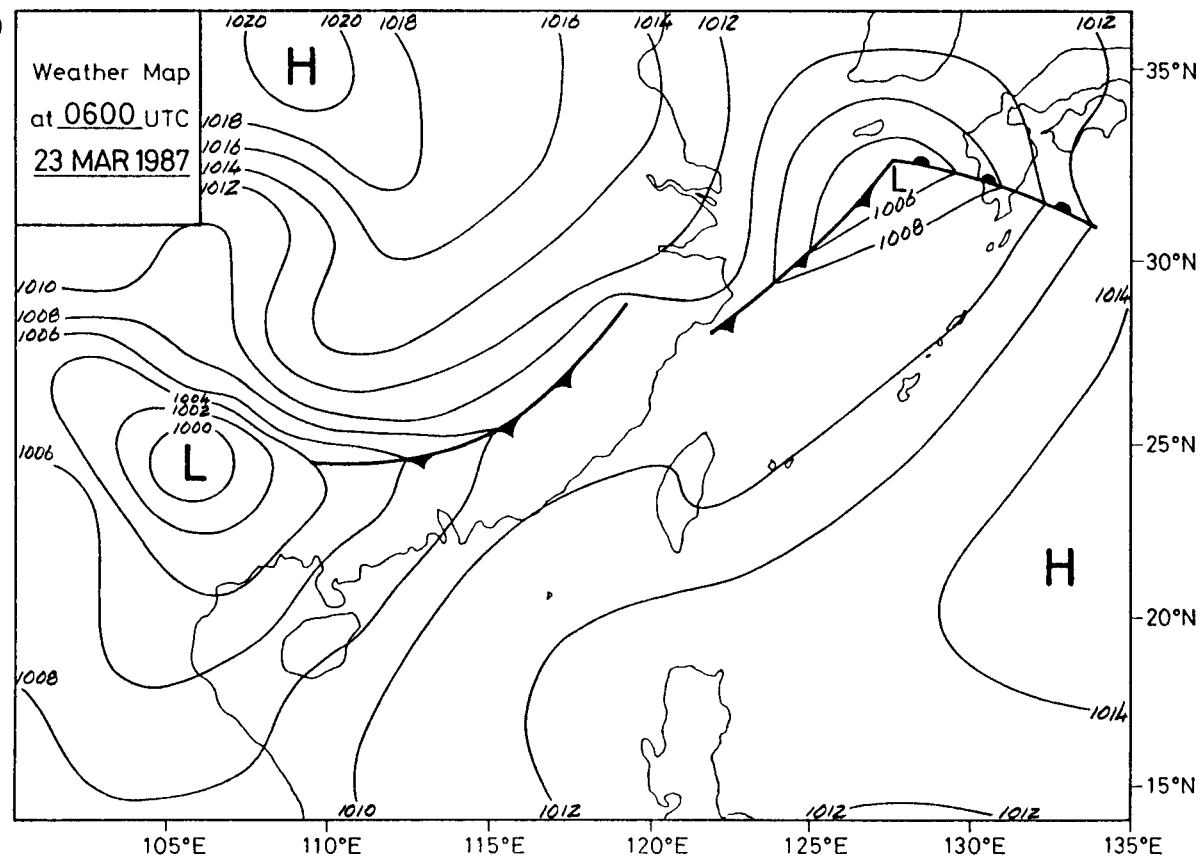 )
Weather Map
at 0600 UTC
23 MAR 1987
1020 1020 1018 1016 1014 1012 1012
35°N
1018
1016
1014
1012
H
L
1006
1008
30°N
1010
1014
1008
1006
1004
1002
1000
L
25°N
1006
H
20°N
1008
1014
15°N
1010 1012 1012 1012
105°E 110°E 115°E 120°E 125°E 130°E 135°E